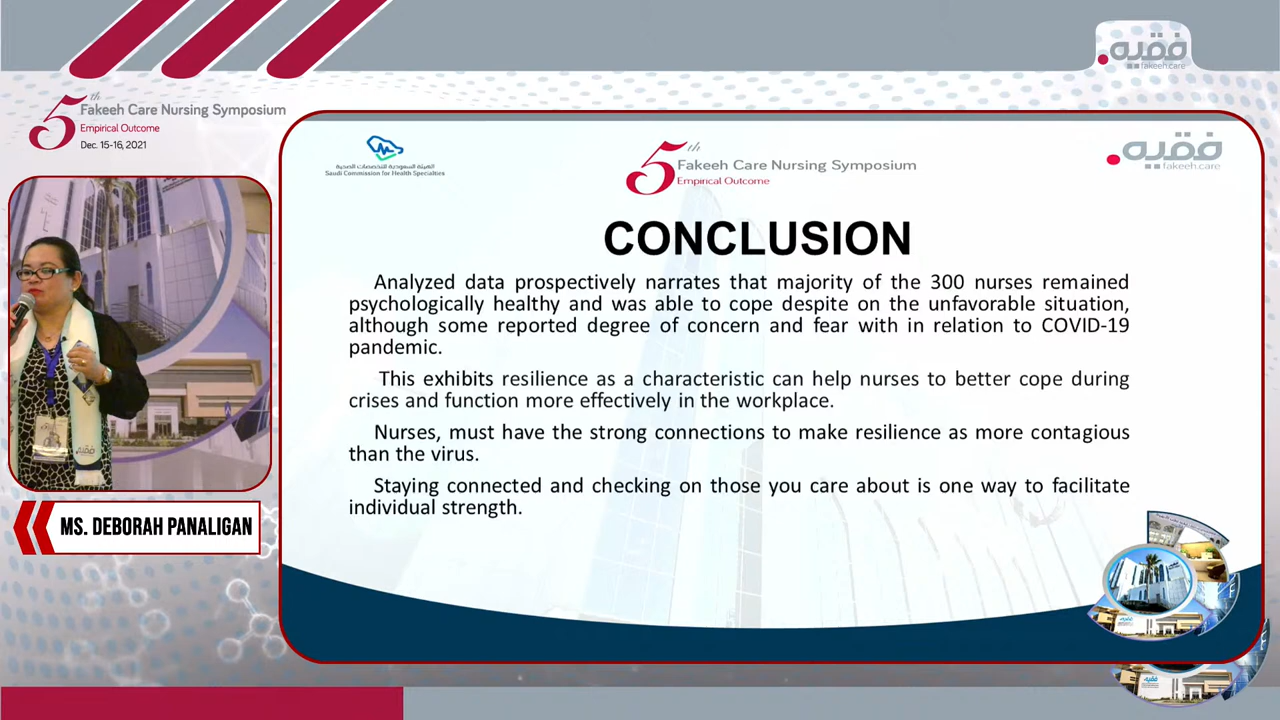 فقيه
fakeeh.care
5th
Fakeeh Care Nursing Symposium
Empirical Outcome
Dec. 15-16, 2021
الهيئة السعودية للتخصصات الصحية
Saudi Commission for Health Specialties
5th
Fakeeh Care Nursing Symposium
Empirical Outcome
فقيه
fakeeh.care
CONCLUSION
Analyzed data prospectively narrates that majority of the 300 nurses remained
psychologically healthy and was able to cope despite on the unfavorable situation,
although some reported degree of concern and fear with in relation to COVID-19
pandemic.
This exhibits resilience as a characteristic can help nurses to better cope during
crises and function more effectively in the workplace.
Nurses, must have the strong connections to make resilience as more contagious
than the virus.
Staying connected and checking on those you care about is one way to facilitate
individual strength.
MS. DEBORAH PANALIGAN